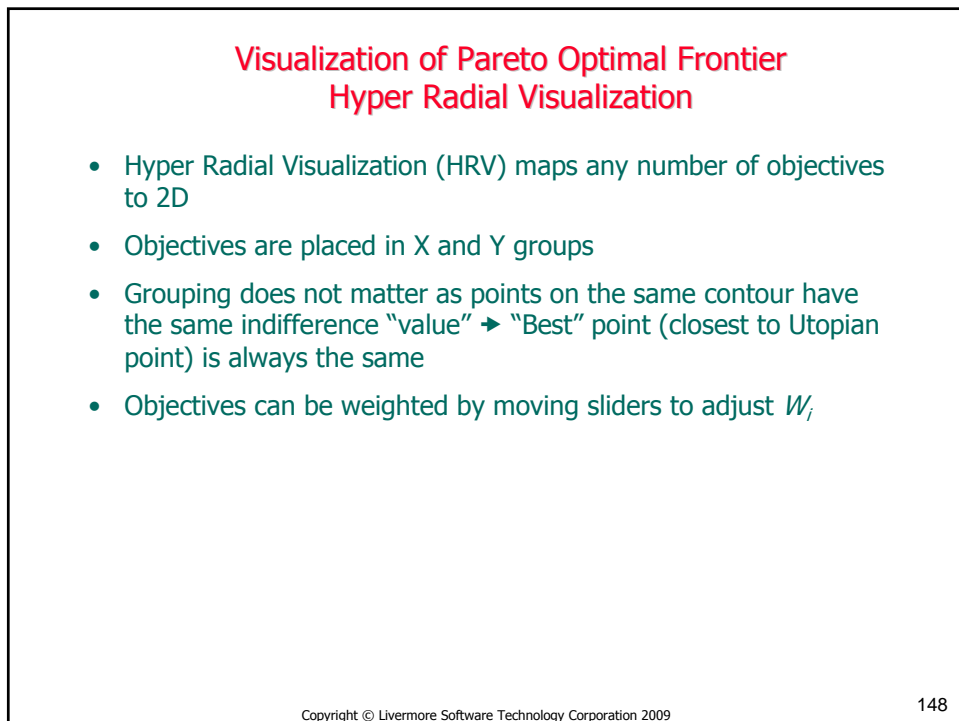 Visualization of Pareto Optimal Frontier
Hyper Radial Visualization
• Hyper Radial Visualization (HRV) maps any number of objectives
to 2D
• Objectives are placed in X and Y groups
• Grouping does not matter as points on the same contour have
the same indifference “value” ➔ “Best” point (closest to Utopian
point) is always the same
• Objectives can be weighted by moving sliders to adjust Wi
Copyright © Livermore Software Technology Corporation 2009
148